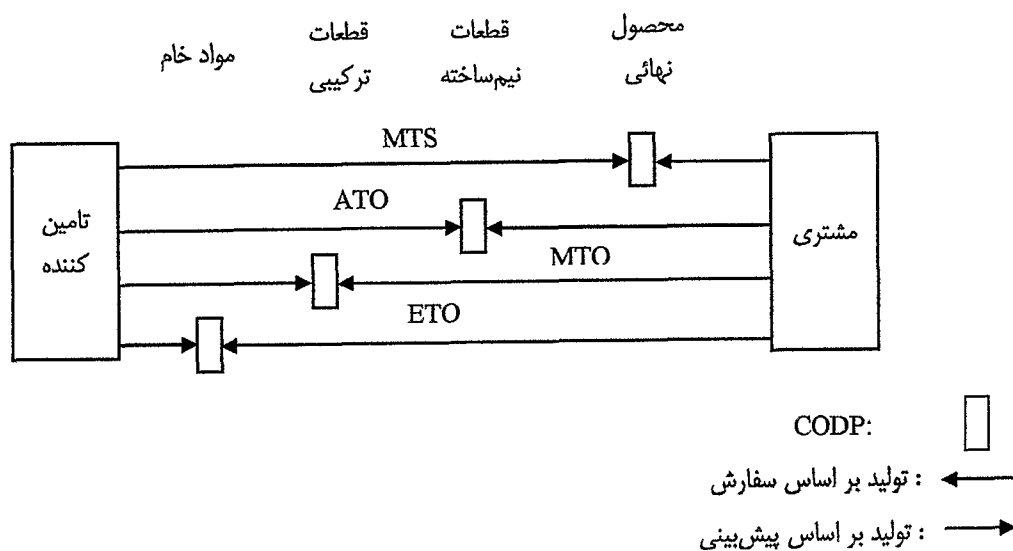 محصول
نهائی
قطعات
نیم‌ساخته
قطعات
ترکیبی
مواد خام
MTS
ATO
MTO
ETO
مشتری
تامین
کننده
CODP:
: تولید بر اساس سفارش
: تولید بر اساس پیش‌بینی